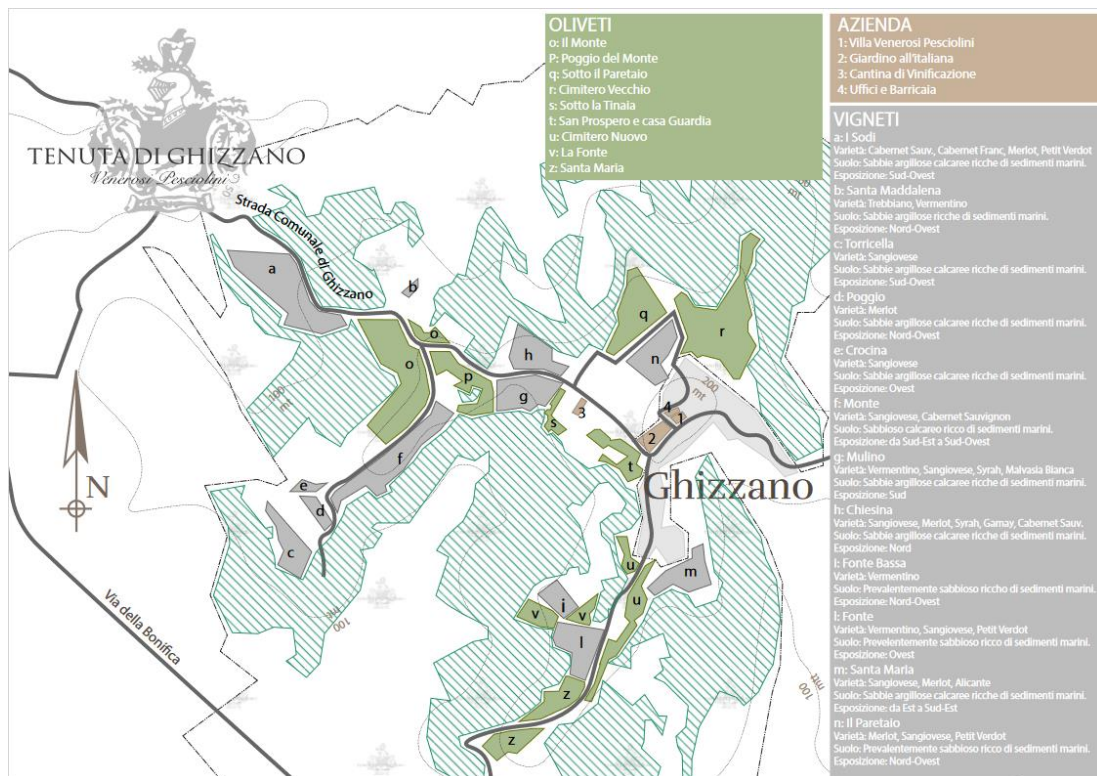 TENUTA DI GHIZZANO
Venerosi Pesciolini
OLIVETI
o: Il Monte
P: Poggio del Monte
q: Sotto il Paretaio
r: Cimitero Vecchio
s: Sotto la Tinaia
t: San Prospero e casa Guardia
u: Cimitero Nuovo
v: La Fonte
z: Santa Maria
AZIENDA
1: Villa Venerosi Pesciolini
2: Giardino all'italiana
3: Cantina di Vinificazione
4: Uffici e Barricaia
VIGNETI
a: I Sodi
Varietà: Cabernet Sauv., Cabernet Franc, Merlot, Petit Verdot
Suolo: Sabbie argillose calcaree ricche di sedimenti marini.
Esposizione: Sud-Ovest
b: Santa Maddalena
Varietà: Trebbiano, Vermentino
Suolo: Sabbie argillose ricche di sedimenti marini.
Esposizione: Nord-Ovest
c: Torricella
Varietà: Sangiovese
Suolo: Sabbie argillose calcaree ricche di sedimenti marini.
Esposizione: Sud-Ovest
d: Poggio
Varietà: Merlot
Suolo: Sabbie argillose calcaree ricche di sedimenti marini.
Esposizione: Nord-Ovest
e: Crocina
Varietà: Sangiovese
Suolo: Sabbie argillose calcaree ricche di sedimenti marini.
Esposizione: Ovest
f: Monte
Varietà: Sangiovese, Cabernet Sauvignon
Suolo: Sabbioso calcareo ricco di sedimenti marini.
Esposizione: da Sud-Est a Sud-Ovest
g: Mulino
Varietà: Vermentino, Sangiovese, Syrah, Malvasia Bianca
Suolo: Sabbie argillose calcaree ricche di sedimenti marini.
Esposizione: Sud
h: Chiesina
Varietà: Sangiovese, Merlot, Syrah, Gamay, Cabernet Sauv.
Suolo: Sabbie argillose calcaree ricche di sedimenti marini.
Esposizione: Nord
I: Fonte Bassa
Varietà: Vermentino
Suolo: Prevalentemente sabbioso riccho di sedimenti marini.
Esposizione: Nord-Ovest
l: Fonte
Varietà: Vermentino, Sangiovese, Petit Verdot
Suolo: Prevelentemente sabbioso ricco di sedimenti marini.
Esposizione: Ovest
m: Santa Maria
Varietà: Sangiovese, Merlot, Alicante
Suolo: Sabbie argillose calcaree ricche di sedimenti marini.
Esposizione: da Est a Sud-Est
n: Il Paretaio
Varietà: Merlot, Sangiovese, Petit Verdot
Suolo: Prevalentemente sabbioso ricco di sedimenti marini.
Esposizione: Nord-Ovest
Strada Comunale di Ghizzano
a
b
o
o
p
h
g
q
n
r
200 mt
s
3
4
1
2
t
Ghizzano
100 mt
N
f
e
d
c
100 mt
Via della Bonifica
u
u
m
i
v
v
l
z
z
100 mt